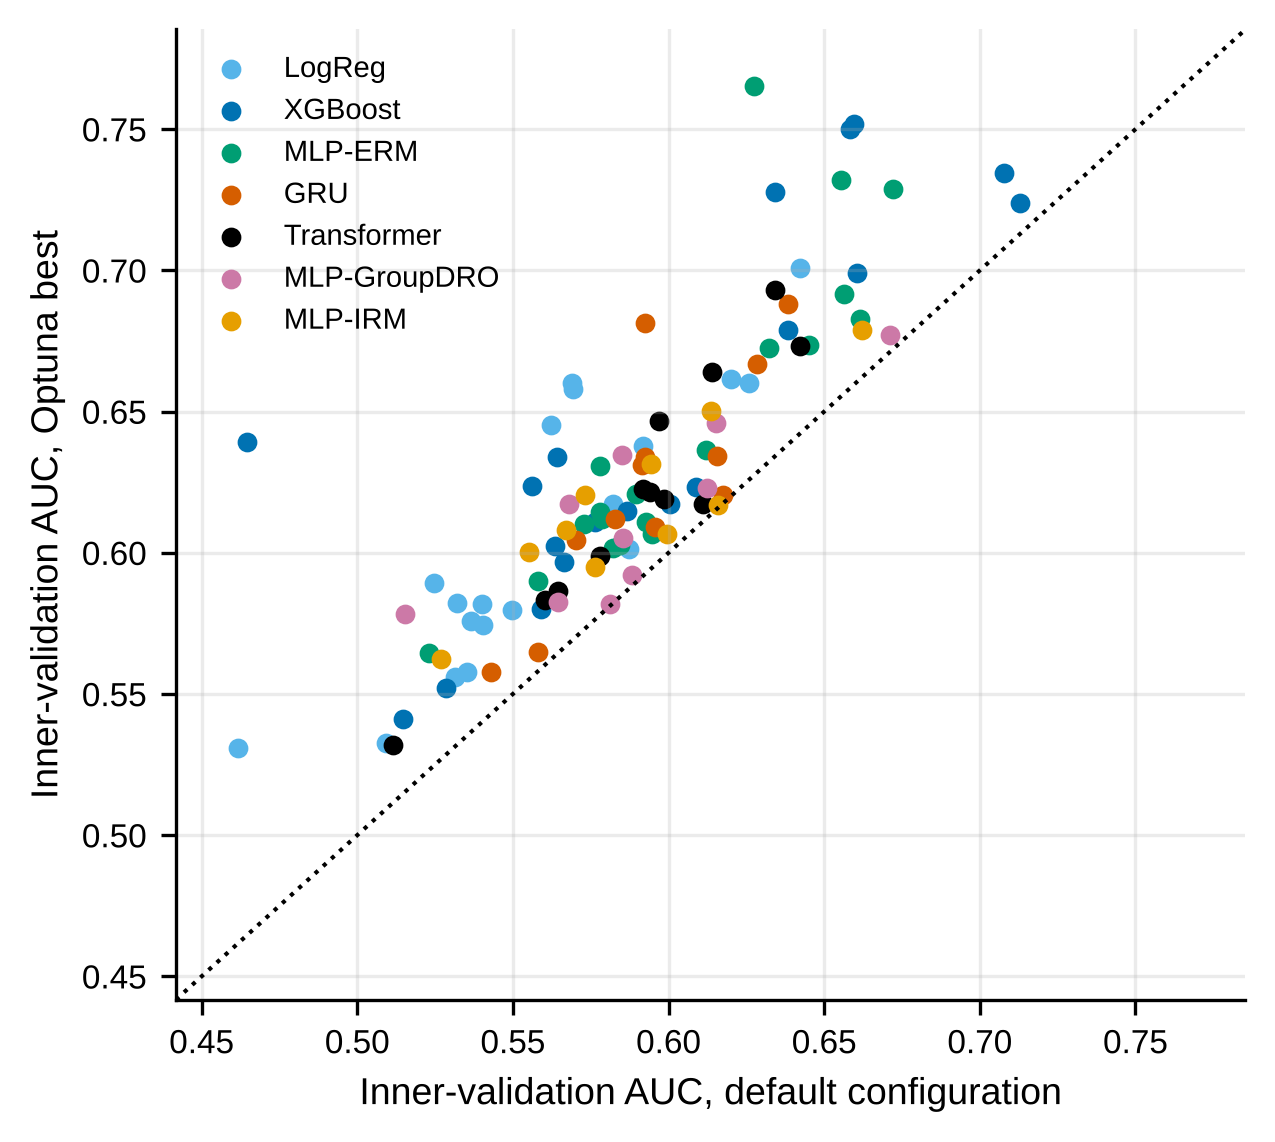 LogReg
XGBoost
MLP-ERM
GRU
Transformer
MLP-GroupDRO
MLP-IRM
Inner-validation AUC, Optuna best
0.75
0.70
0.65
0.60
0.55
0.50
0.45
0.45 0.50 0.55 0.60 0.65 0.70 0.75
Inner-validation AUC, default configuration